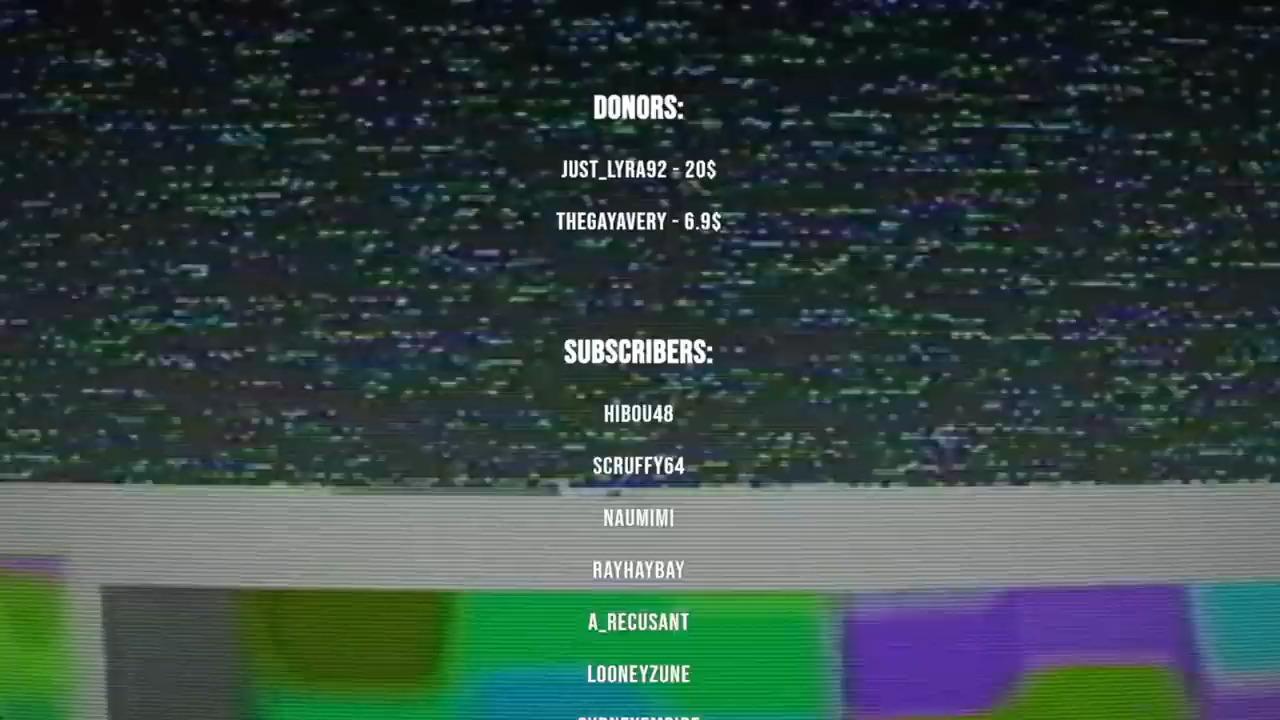 DONORS:
JUST_LYRA92 - 20$
THEGAYAVERY - 6.9$
SUBSCRIBERS:
HIBOU48
SCRUFFY64
NAUMIMI
RAYHAYBAY
A_RECUSANT
LOONEYZUNE